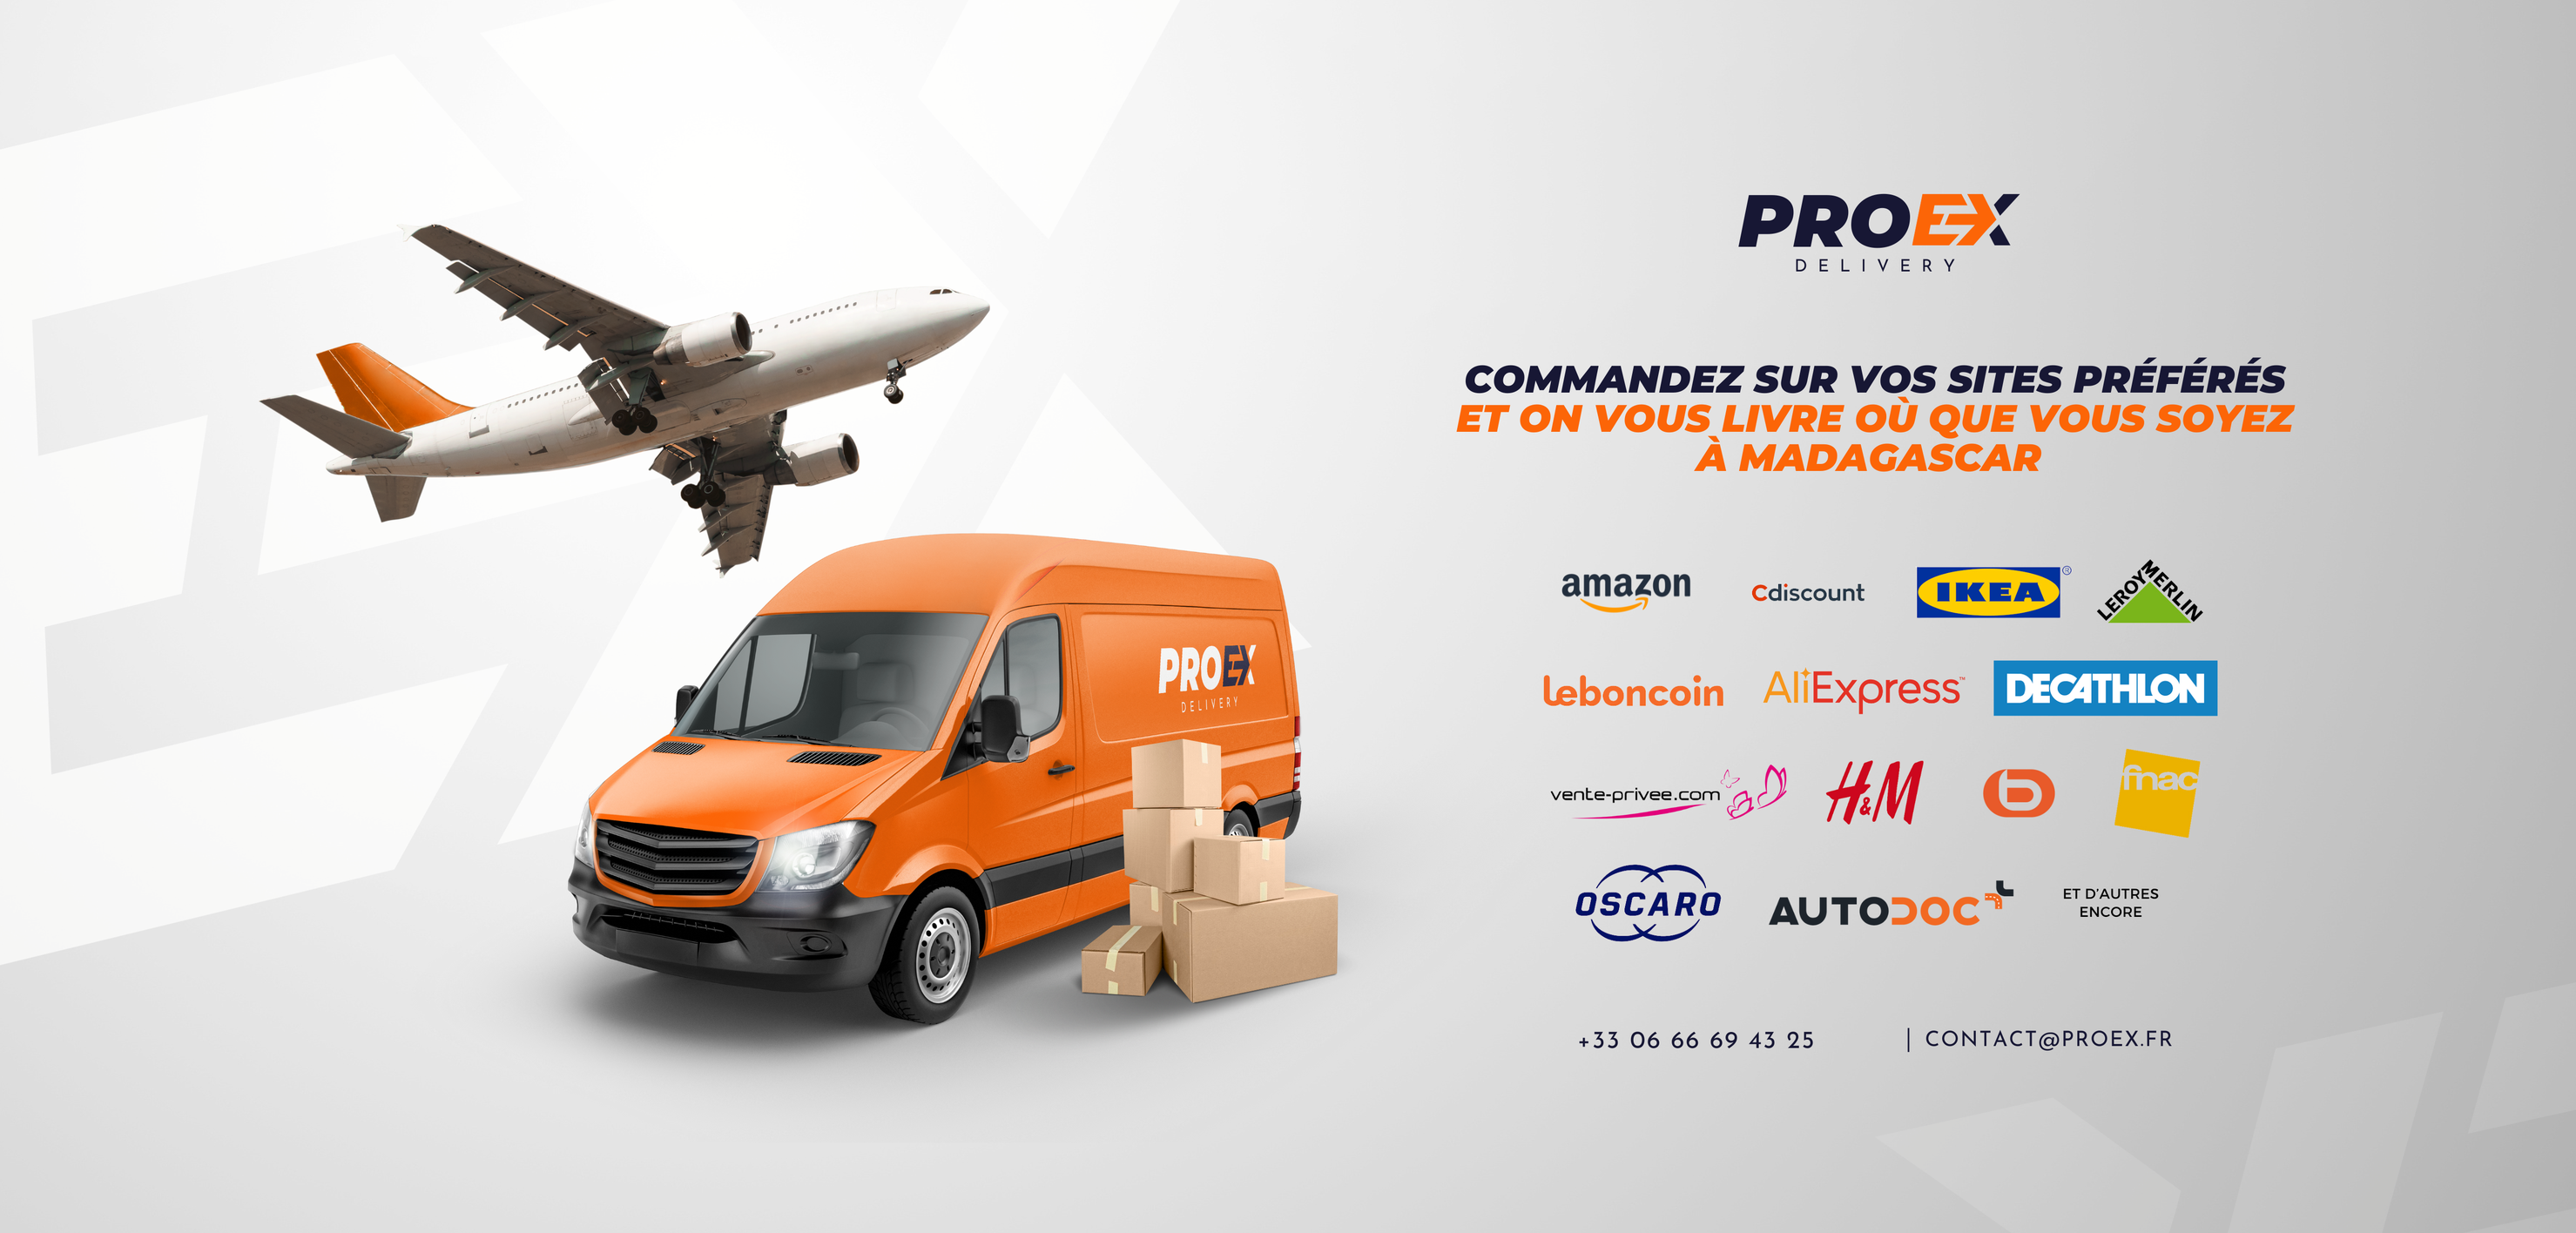 PROEX
DELIVERY
COMMANDEZ SUR VOS SITES PRÉFÉRÉS
ET ON VOUS LIVRE OÙ QUE VOUS SOYEZ
À MADAGASCAR
amazon
Cdiscount
IKEA ®
LEROY MERLIN
leboncoin
AliExpress™
DECATHLON
vente-privee.com
H&M
b
fnac
OSCARO
AUTODOC
ET D'AUTRES
ENCORE
+33 06 66 69 43 25 | CONTACT@PROEX.FR
PROEX
DELIVERY